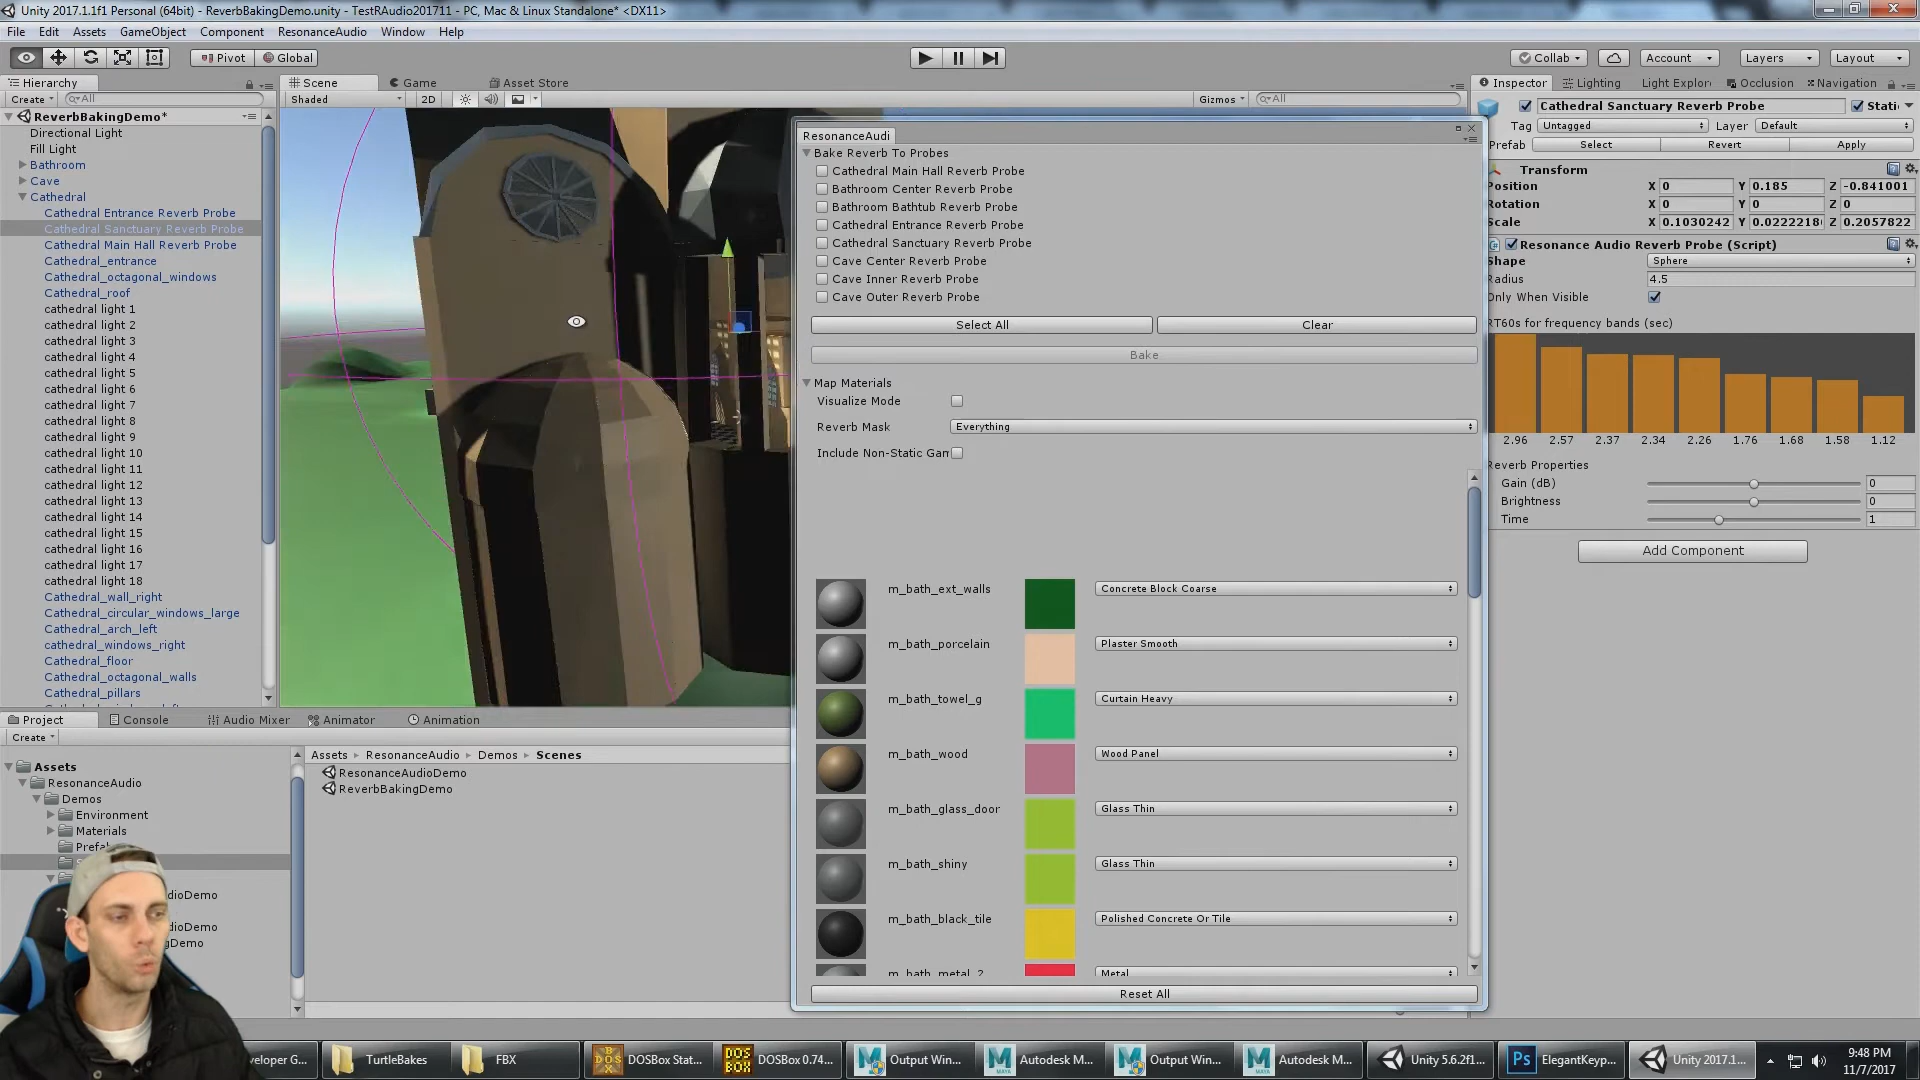 Unity 2017.1.1f1 Personal (64bit) - ReverbBakingDemo.unity - TestRAudio201711 - PC, Mac & Linux Standalone* <DX11>
File Edit Assets GameObject Component ResonanceAudio Window Help
Pivot Global Collab Account Layers Layout
Hierarchy Scene Game Asset Store Inspector Lighting Light Explor Occlusion Navigation
Create All Shaded 2D Gizmos All
ReverbBakingDemo*
Directional Light
Fill Light
Bathroom
Cave
Cathedral
Cathedral Entrance Reverb Probe
Cathedral Sanctuary Reverb Probe
Cathedral Main Hall Reverb Probe
Cathedral_entrance
Cathedral_octagonal_windows
Cathedral_roof
cathedral light 1
cathedral light 2
cathedral light 3
cathedral light 4
cathedral light 5
cathedral light 6
cathedral light 7
cathedral light 8
cathedral light 9
cathedral light 10
cathedral light 11
cathedral light 12
cathedral light 13
cathedral light 14
cathedral light 15
cathedral light 16
cathedral light 17
cathedral light 18
Cathedral_wall_right
Cathedral_circular_windows_large
Cathedral_arch_left
cathedral_windows_right
Cathedral_floor
Cathedral_octagonal_walls
Cathedral_pillars
ResonanceAudi
Bake Reverb To Probes
Cathedral Main Hall Reverb Probe
Bathroom Center Reverb Probe
Bathroom Bathtub Reverb Probe
Cathedral Entrance Reverb Probe
Cathedral Sanctuary Reverb Probe
Cave Center Reverb Probe
Cave Inner Reverb Probe
Cave Outer Reverb Probe
Select All Clear
Bake
Map Materials
Visualize Mode
Reverb Mask Everything
Include Non-Static Gan
m_bath_ext_walls Concrete Block Coarse
m_bath_porcelain Plaster Smooth
m_bath_towel_g Curtain Heavy
m_bath_wood Wood Panel
m_bath_glass_door Glass Thin
m_bath_shiny Glass Thin
m_bath_black_tile Polished Concrete Or Tile
m_bath_metal_2 Metal
Reset All
Cathedral Sanctuary Reverb Probe Stati
Tag Untagged Layer Default
Prefab Select Revert Apply
Transform
Position X 0 Y 0.185 Z -0.841001
Rotation X 0 Y 0 Z 0
Scale X 0.1030242 Y 0.0222218 Z 0.2057822
Resonance Audio Reverb Probe (Script)
Shape Sphere
Radius 4.5
Only When Visible
RT60s for frequency bands (sec)
2.96 2.57 2.37 2.34 2.26 1.76 1.68 1.58 1.12
Reverb Properties
Gain (dB) 0
Brightness 0
Time 1
Add Component
Project Console Audio Mixer Animator Animation
Create
Assets
ResonanceAudio
Demos
Environment
Materials
Prefal
udioDemo
udioDemo
gDemo
Assets ResonanceAudio Demos Scenes
ResonanceAudioDemo
ReverbBakingDemo
veloper G... TurtleBakes FBX DOSBox Stat... DOSBox 0.74... Output Win... Autodesk M... Output Win... Autodesk M... Unity 5.6.2f1... ElegantKeyp... Unity 2017.1...
9:48 PM
11/7/2017